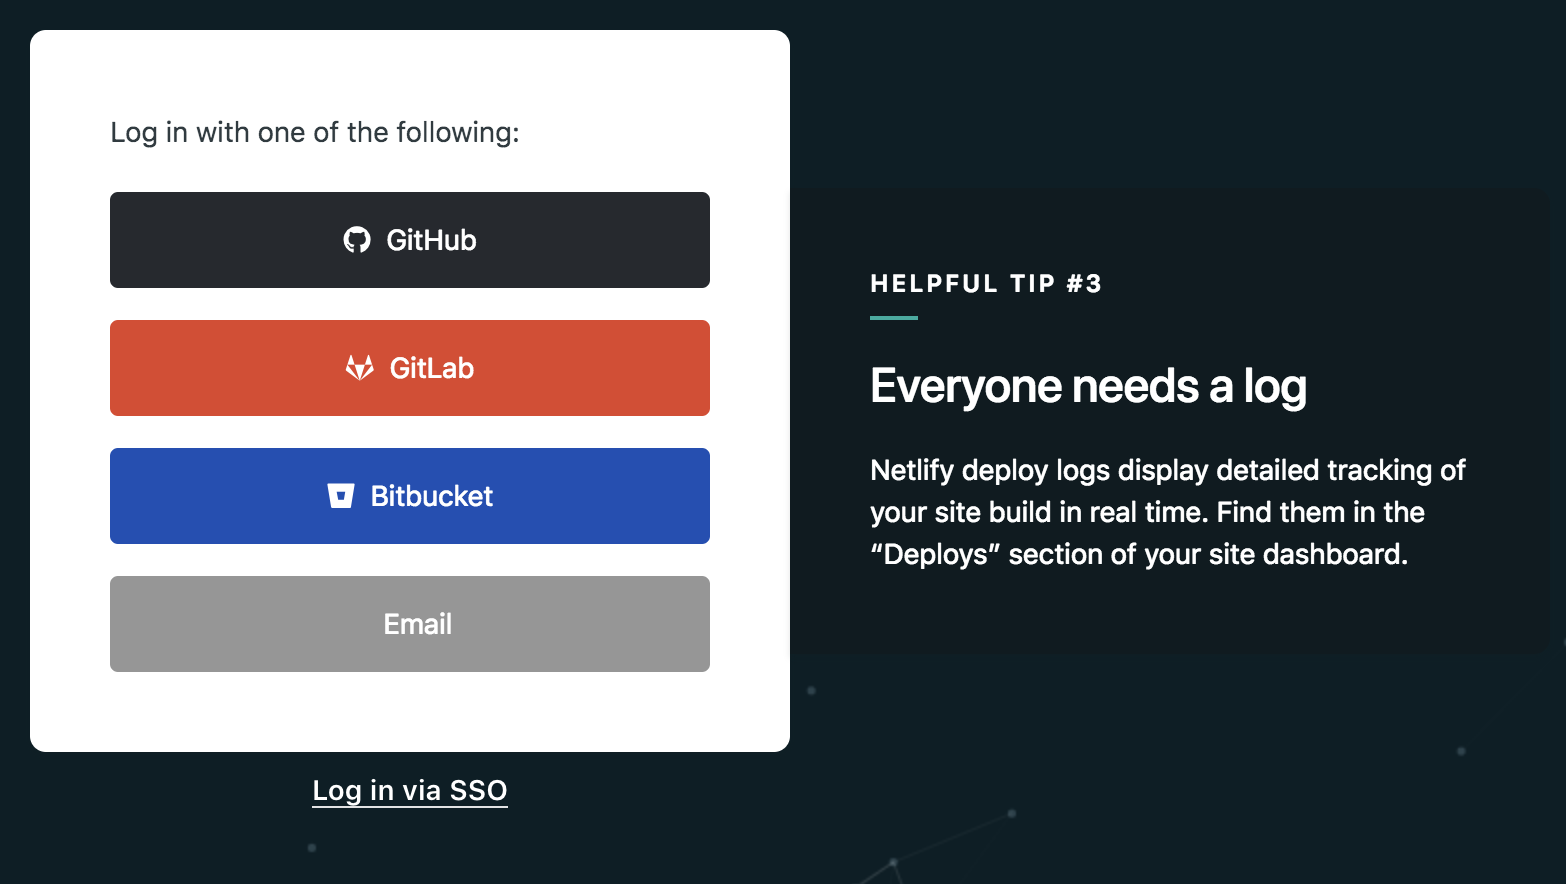 Log in with one of the following:
GitHub
GitLab
Bitbucket
Email
Log in via SSO
HELPFUL TIP #3
Everyone needs a log
Netlify deploy logs display detailed tracking of
your site build in real time. Find them in the
“Deploys” section of your site dashboard.